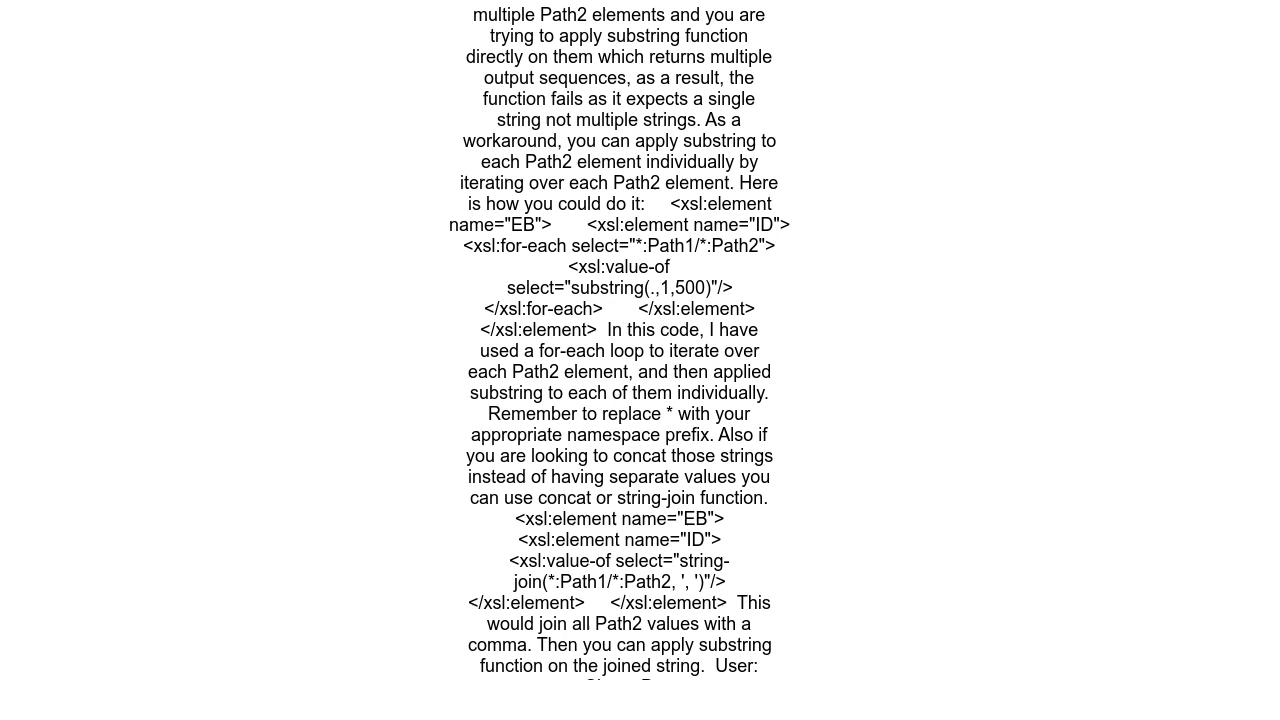 multiple Path2 elements and you are
trying to apply substring function
directly on them which returns multiple
output sequences, as a result, the
function fails as it expects a single
string not multiple strings. As a
workaround, you can apply substring to
each Path2 element individually by
iterating over each Path2 element. Here
is how you could do it:     <xsl:element
name="EB">       <xsl:element name="ID">
<xsl:for-each select="*:Path1/*:Path2">
<xsl:value-of
select="substring(.,1,500)"/>
</xsl:for-each>       </xsl:element>
</xsl:element>  In this code, I have
used a for-each loop to iterate over
each Path2 element, and then applied
substring to each of them individually.
Remember to replace * with your
appropriate namespace prefix. Also if
you are looking to concat those strings
instead of having separate values you
can use concat or string-join function.
<xsl:element name="EB">
<xsl:element name="ID">
<xsl:value-of select="string-
join(*:Path1/*:Path2, ', ')"/>
</xsl:element>     </xsl:element>  This
would join all Path2 values with a
comma. Then you can apply substring
function on the joined string.  User: